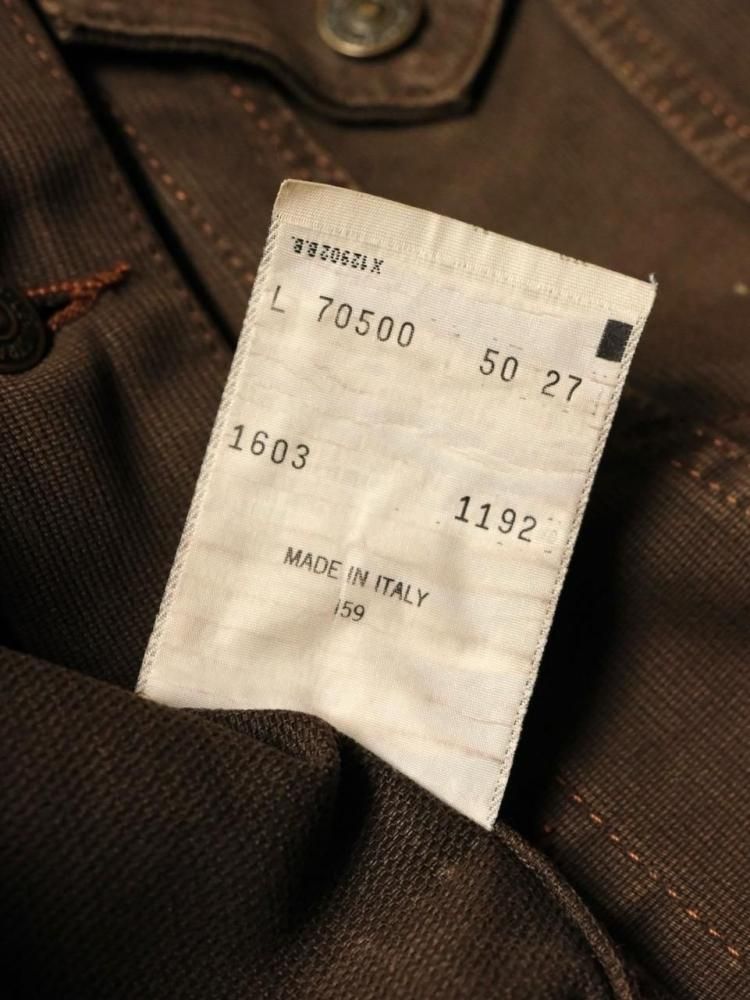 X12902B.B.
L 70500 50 27
1603
1192
MADE IN ITALY
159